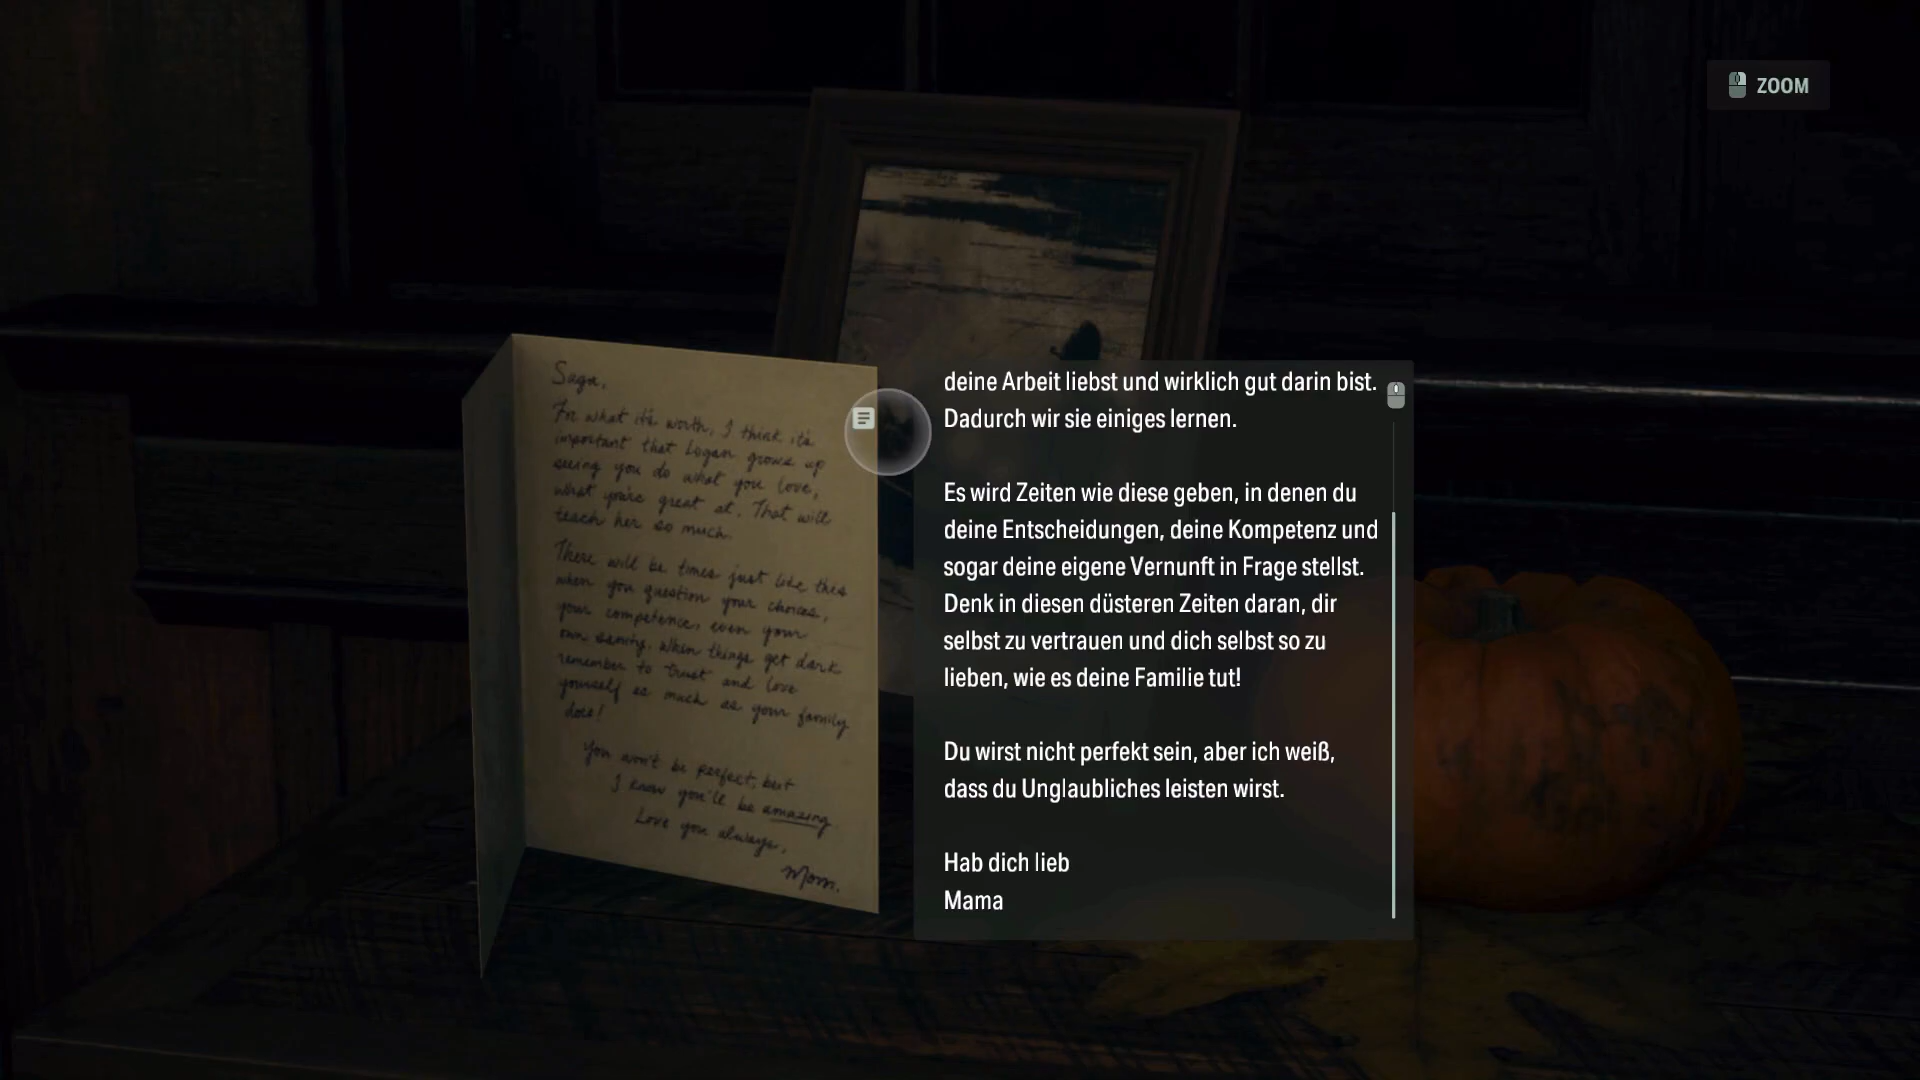 ZOOM
Saga,
For what it's worth, I think it's
important that Logan grows up
seeing you do what you love,
what you're great at. That will
teach her so much.
There will be times just like this
when you question your choices,
your competence, even your
own sanity. When things get dark
remember to trust and love
yourself as much as your family
does!
You won't be perfect, but
I know you'll be amazing
Love you always,
Mom.
deine Arbeit liebst und wirklich gut darin bist.
Dadurch wir sie einiges lernen.
Es wird Zeiten wie diese geben, in denen du
deine Entscheidungen, deine Kompetenz und
sogar deine eigene Vernunft in Frage stellst.
Denk in diesen düsteren Zeiten daran, dir
selbst zu vertrauen und dich selbst so zu
lieben, wie es deine Familie tut!
Du wirst nicht perfekt sein, aber ich weiß,
dass du Unglaubliches leisten wirst.
Hab dich lieb
Mama